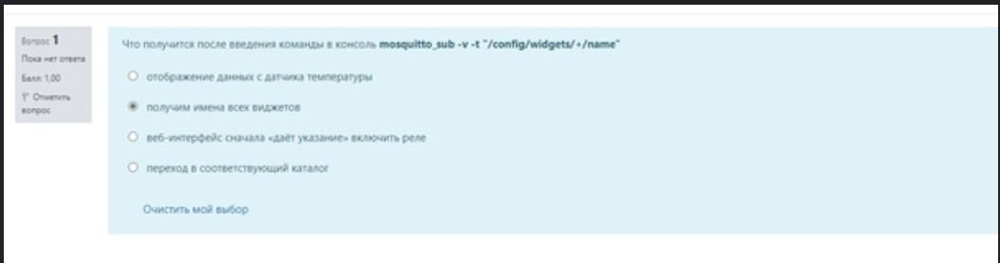 Вопрос 1
Пока нет ответа
Балл: 1,00
Отметить
вопрос
Что получится после введения команды в консоль mosquitto_sub -v -t "/config/widgets/+/name"
отображение данных с датчика температуры
получим имена всех виджетов
веб-интерфейс сначала «даёт указание» включить реле
переход в соответствующий каталог
Очистить мой выбор